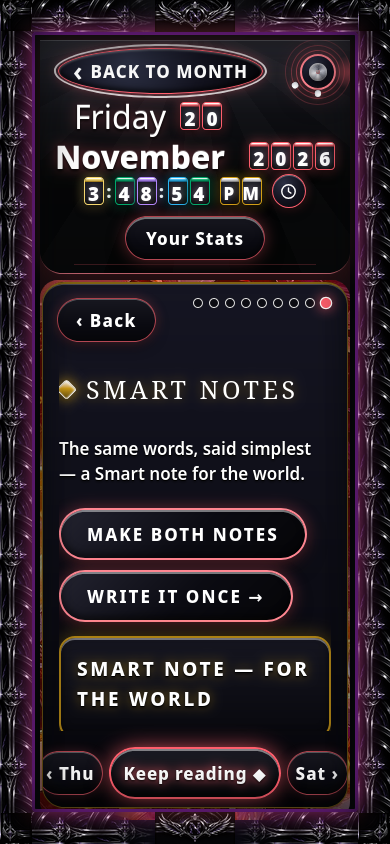 ‹ BACK TO MONTH
Friday 20
November 2026
3:48:54 PM
Your Stats
‹ Back
SMART NOTES
The same words, said simplest
— a Smart note for the world.
MAKE BOTH NOTES
WRITE IT ONCE →
SMART NOTE — FOR
THE WORLD
‹ Thu Keep reading ◆ Sat ›